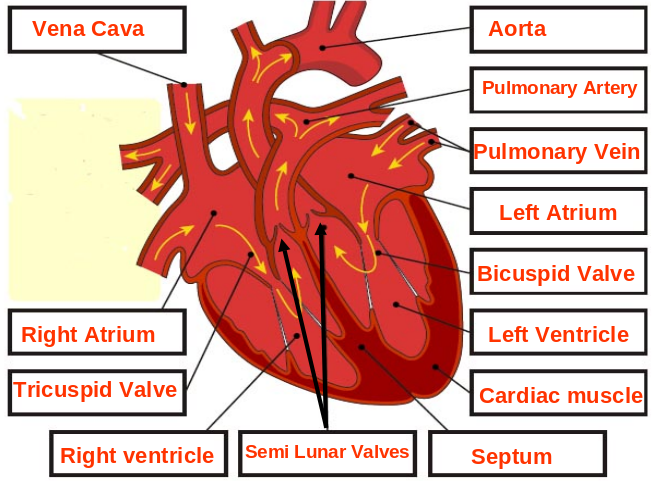 Vena Cava
Aorta
Pulmonary Artery
Pulmonary Vein
Left Atrium
Bicuspid Valve
Right Atrium
Left Ventricle
Tricuspid Valve
Cardiac muscle
Right ventricle
Semi Lunar Valves
Septum